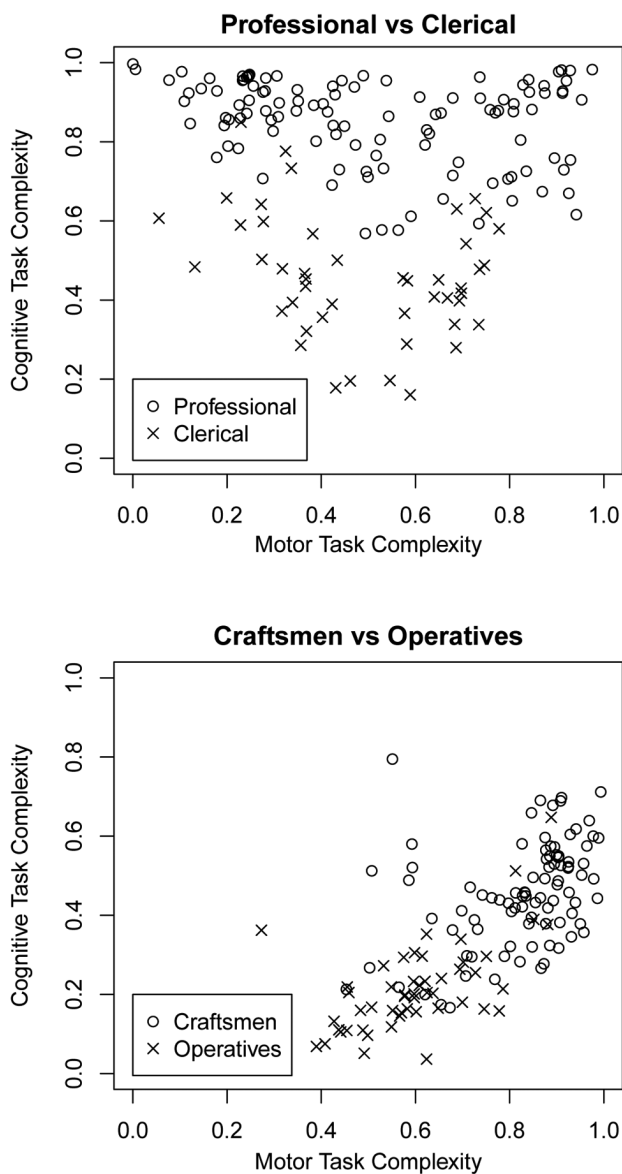 Professional vs Clerical
Cognitive Task Complexity
1.0
0.8
0.6
0.4
0.2
0.0
Professional
Clerical
0.0 0.2 0.4 0.6 0.8 1.0
Motor Task Complexity
Craftsmen vs Operatives
Cognitive Task Complexity
1.0
0.8
0.6
0.4
0.2
0.0
Craftsmen
Operatives
0.0 0.2 0.4 0.6 0.8 1.0
Motor Task Complexity